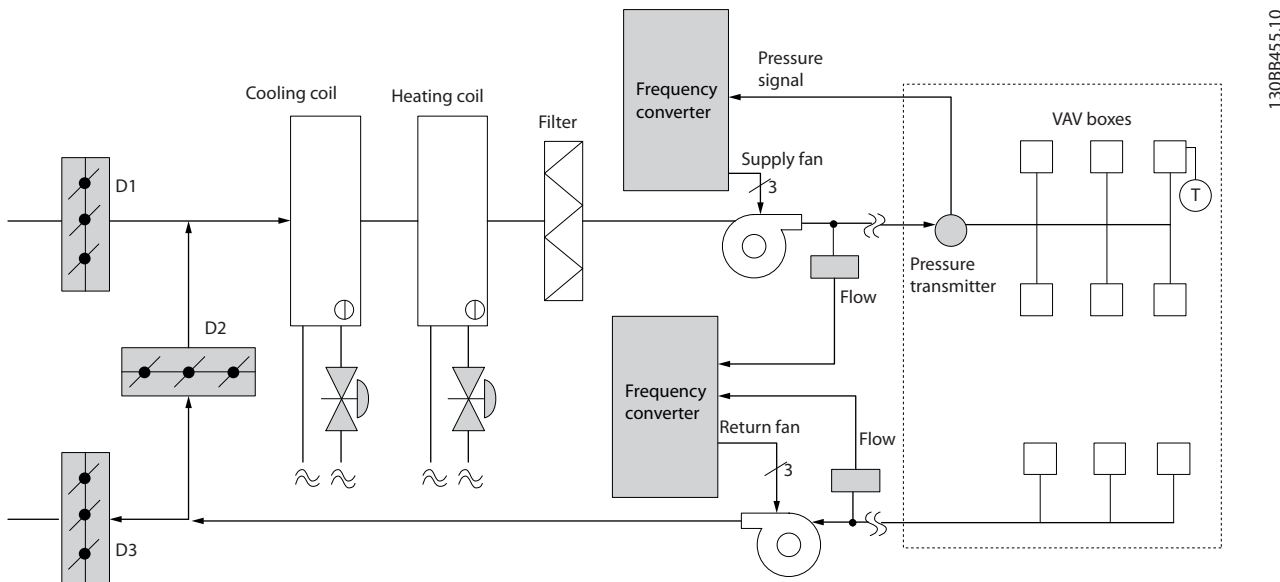 130BB455.10
Pressure
signal
Cooling coil
Heating coil
Frequency
converter
VAV boxes
Filter
Supply fan
3
D1
T
Pressure
transmitter
Flow
D2
Frequency
converter
Return fan
Flow
3
D3